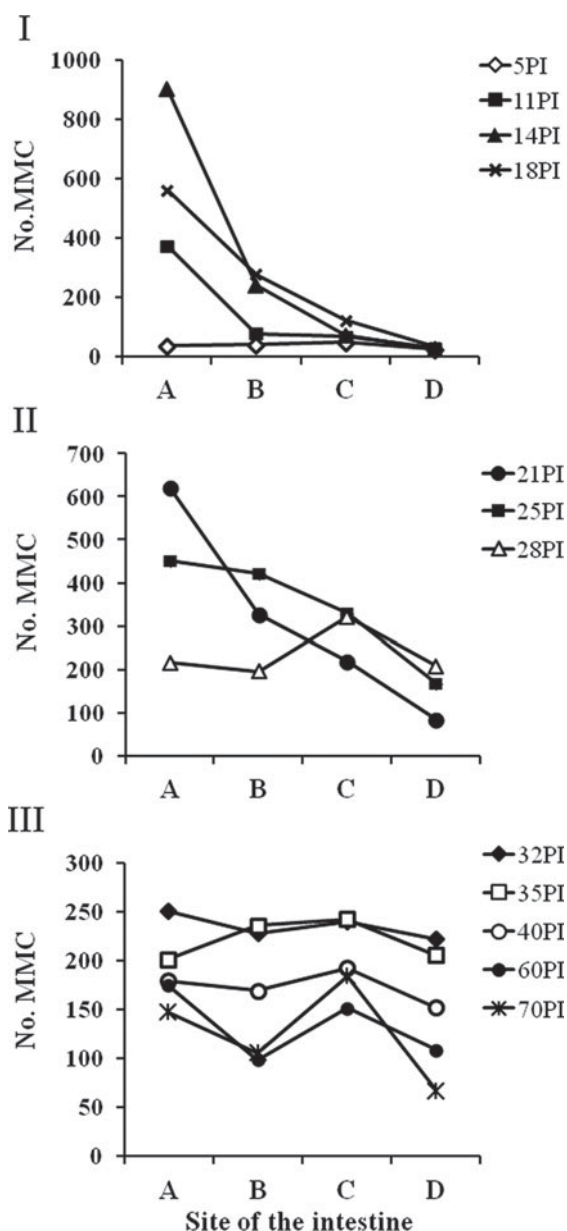 I
1000
800
600
400
200
0
No.MMC
A B C D
5PI
11PI
14PI
18PI
II
700
600
500
400
300
200
100
0
No. MMC
A B C D
21PI
25PI
28PI
III
300
250
200
150
100
50
0
No. MMC
A B C D
32PI
35PI
40PI
60PI
70PI
Site of the intestine